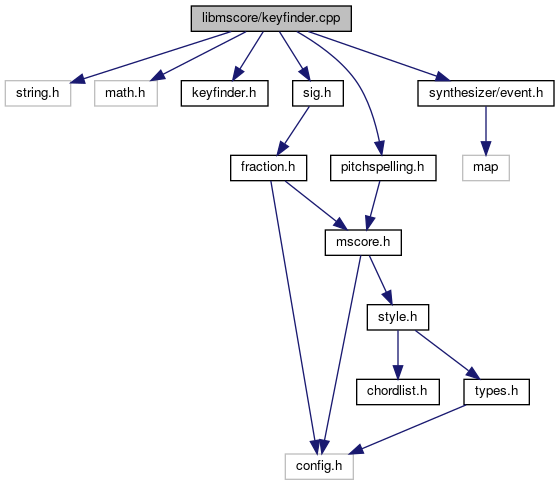 libmscore/keyfinder.cpp
string.h
math.h
keyfinder.h
sig.h
synthesizer/event.h
fraction.h
pitchspelling.h
map
mscore.h
style.h
chordlist.h
types.h
config.h